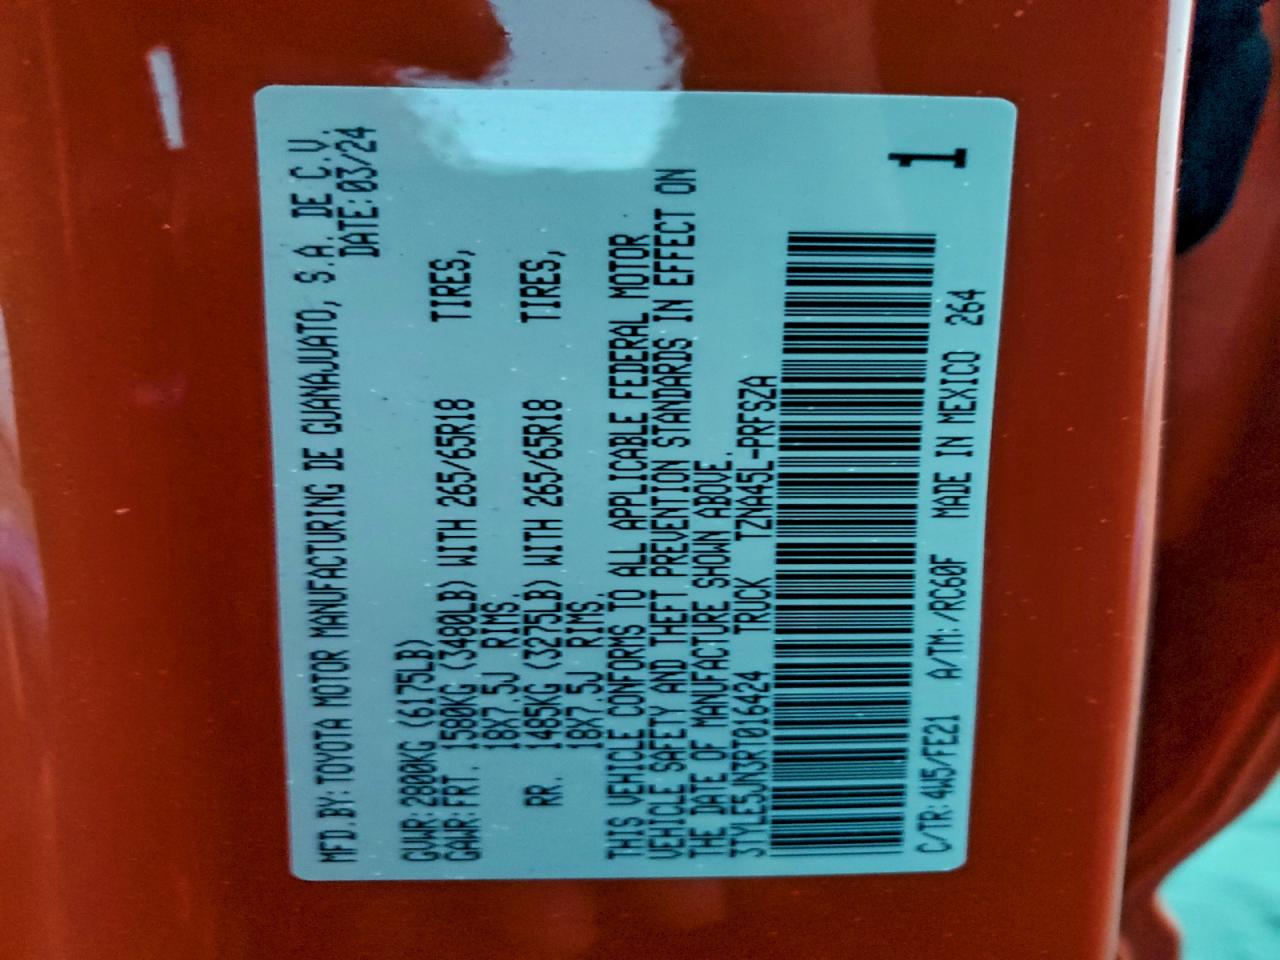 MFD.BY:TOYOTA MOTOR MANUFACTURING DE GUANAJUATO, S.A. DE C.V.
DATE:03/24
GVWR:2800KG (6175LB)
GAWR:FRT. 1580KG (3480LB) WITH 265/65R18 TIRES,
18X7.5J RIMS.
RR. 1485KG (3275LB) WITH 265/65R18 TIRES,
18X7.5J RIMS.
THIS VEHICLE CONFORMS TO ALL APPLICABLE FEDERAL MOTOR
VEHICLE SAFETY AND THEFT PREVENTION STANDARDS IN EFFECT ON
THE DATE OF MANUFACTURE SHOWN ABOVE.
3TYLE5JN3RT016424 TRUCK TZNA45L-PRFSZA
C/TR:4W5/FE21 A/TM: /RC60F MADE IN MEXICO 264
1